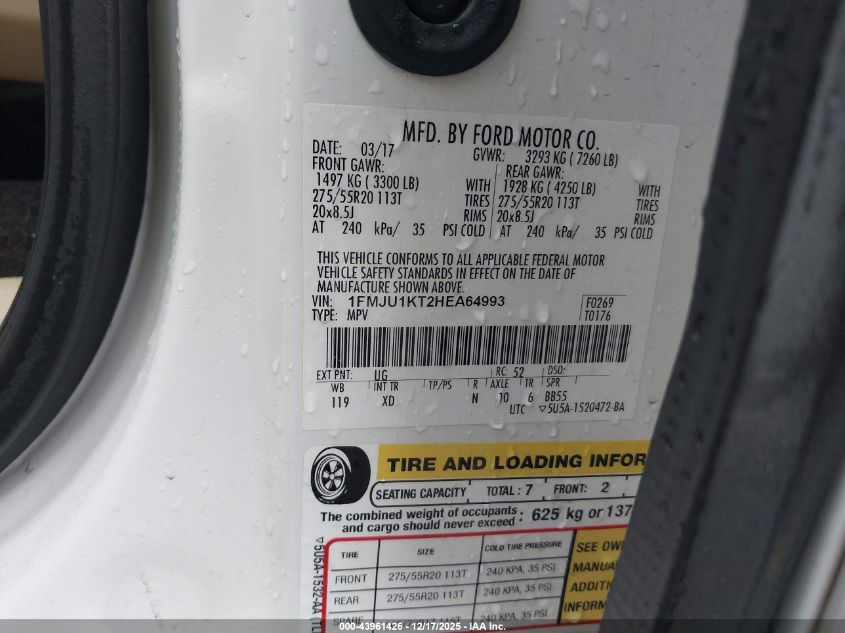 MFD. BY FORD MOTOR CO.
DATE: 03/17 GVWR: 3293 KG ( 7260 LB)
FRONT GAWR: REAR GAWR:
1497 KG ( 3300 LB) WITH 1928 KG ( 4250 LB) WITH
275/55R20 113T TIRES 275/55R20 113T TIRES
20x8.5J RIMS 20x8.5J RIMS
AT 240 kPa/ 35 PSI COLD AT 240 kPa/ 35 PSI COLD
THIS VEHICLE CONFORMS TO ALL APPLICABLE FEDERAL MOTOR
VEHICLE SAFETY STANDARDS IN EFFECT ON THE DATE OF
MANUFACTURE SHOWN ABOVE.
VIN: 1FMJU1KT2HEA64993 F0269
TYPE: MPV T0176
EXT PNT: UG RC: 52 DSO:
WB INT TR TP/PS R AXLE TR SPR
119 XD N 10 6 BB55
UTC ▽5U5A-1520472-BA
TIRE AND LOADING INFOR
SEATING CAPACITY TOTAL : 7 FRONT: 2
The combined weight of occupants
and cargo should never exceed : 625 kg or 137
▽5U5A-1532-AA
TIRE SIZE COLD TIRE PRESSURE SEE OW
FRONT 275/55R20 113T 240 KPA, 35 PSI MANUA
REAR 275/55R20 113T 240 KPA, 35 PSI ADDITI
SPARE INFORM
000-43961426 - 12/17/2025 - IAAI.com